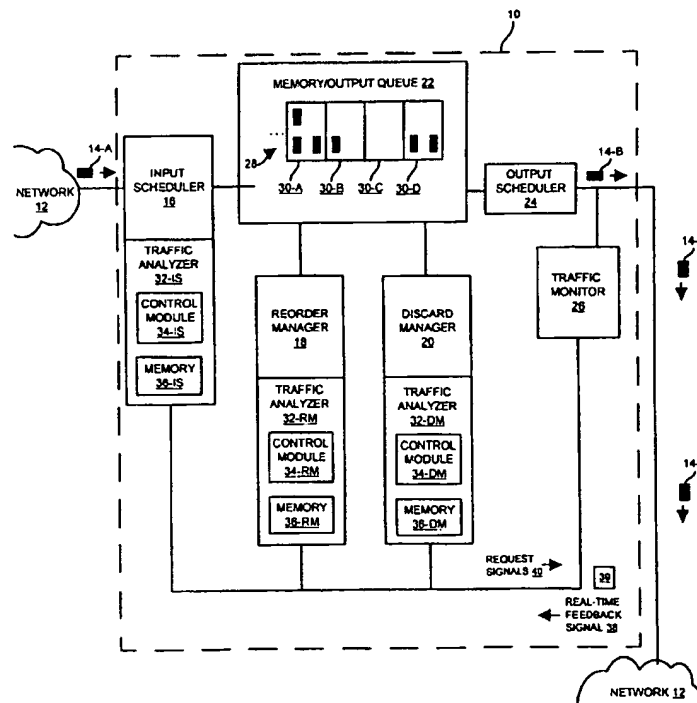 10
MEMORY/OUTPUT QUEUE 22
14-A
28
30-A 30-B 30-C 30-D
NETWORK
12
INPUT
SCHEDULER
16
OUTPUT
SCHEDULER
24
14-B
TRAFFIC
ANALYZER
32-IS
CONTROL
MODULE
34-IS
MEMORY
36-IS
REORDER
MANAGER
18
DISCARD
MANAGER
20
TRAFFIC
MONITOR
26
14-
TRAFFIC
ANALYZER
32-RM
CONTROL
MODULE
34-RM
MEMORY
36-RM
TRAFFIC
ANALYZER
32-DM
CONTROL
MODULE
34-DM
MEMORY
36-DM
14-
REQUEST
SIGNALS 40
39
REAL-TIME
FEEDBACK
SIGNAL 38
NETWORK 12